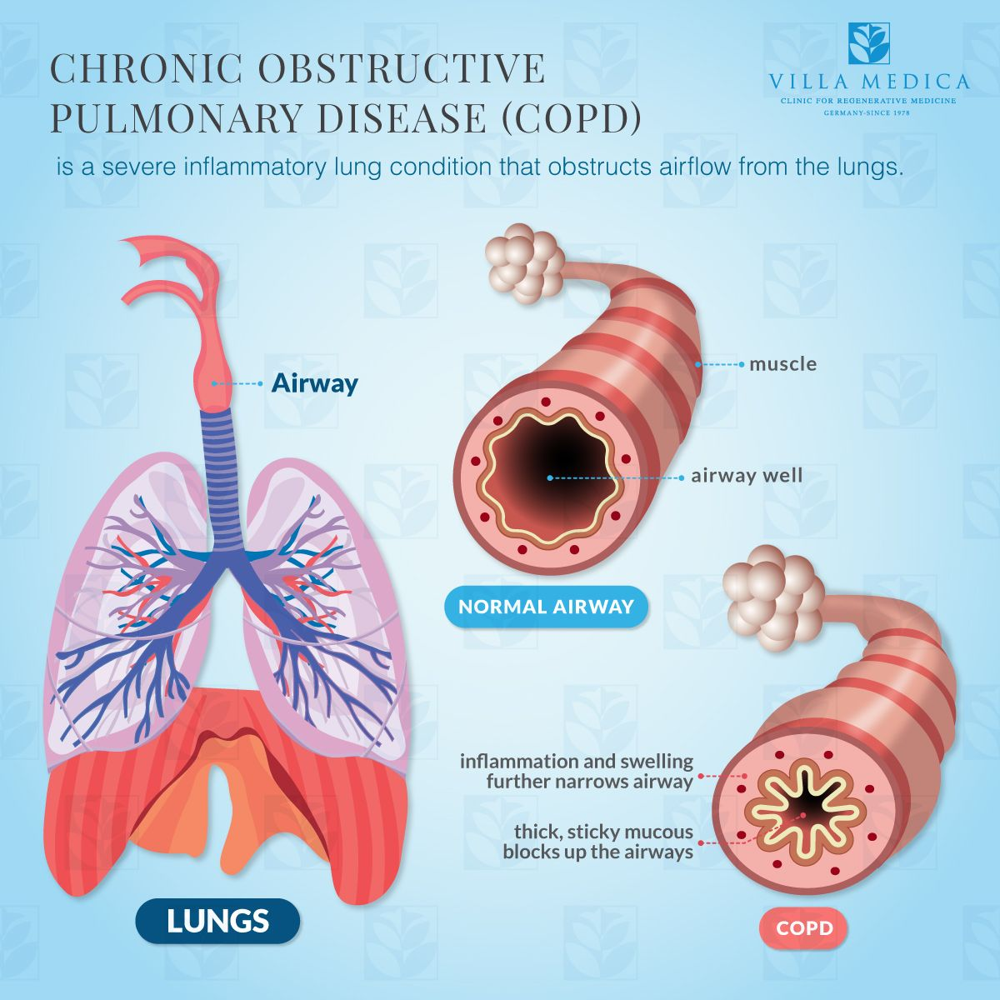 CHRONIC OBSTRUCTIVE
PULMONARY DISEASE (COPD)
is a severe inflammatory lung condition that obstructs airflow from the lungs.
VILLA MEDICA
CLINIC FOR REGENERATIVE MEDICINE
GERMANY-SINCE 1978
Airway
muscle
airway well
NORMAL AIRWAY
inflammation and swelling
further narrows airway
thick, sticky mucous
blocks up the airways
LUNGS
COPD